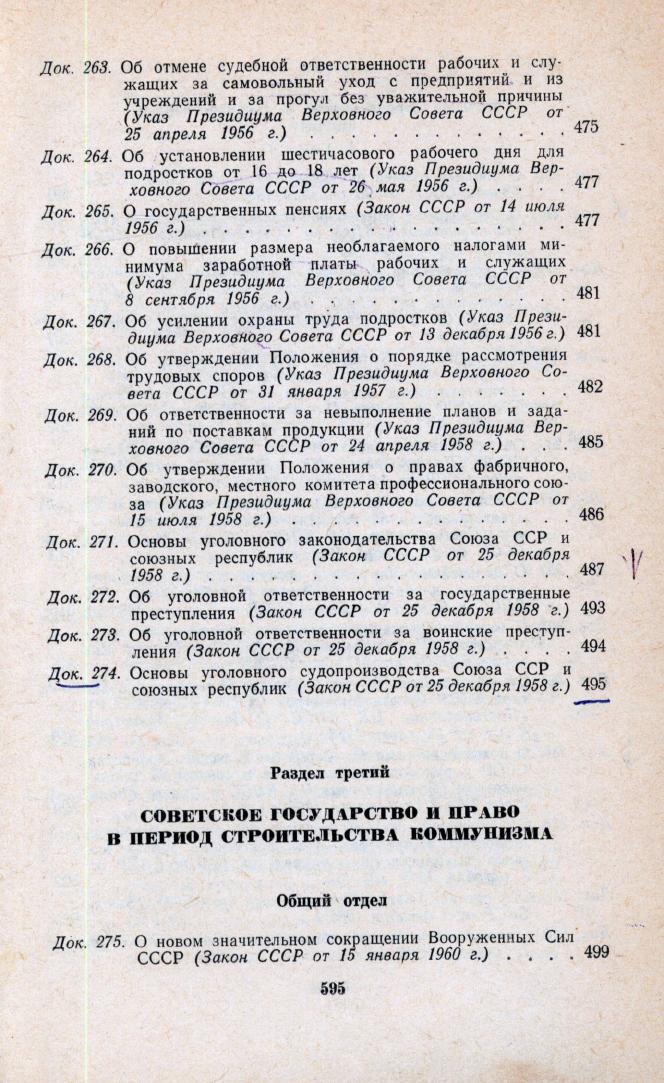 Док. 263. Об отмене судебной ответственности рабочих и слу-
жащих за самовольный уход с предприятий и из
учреждений и за прогул без уважительной причины
(Указ Президиума Верховного Совета СССР от
25 апреля 1956 г.) . . . . . . . . . . . . . 475
Док. 264. Об установлении шестичасового рабочего дня для
подростков от 16 до 18 лет (Указ Президиума Вер-
ховного Совета СССР от 26 мая 1956 г.) . . . . 477
Док. 265. О государственных пенсиях (Закон СССР от 14 июля
1956 г.) . . . . . . . . . . . . . . . . . . 477
Док. 266. О повышении размера необлагаемого налогами ми-
нимума заработной платы рабочих и служащих
(Указ Президиума Верховного Совета СССР от
8 сентября 1956 г.) . . . . . . . . . . . . . 481
Док. 267. Об усилении охраны труда подростков (Указ Прези-
диума Верховного Совета СССР от 13 декабря 1956 г.) 481
Док. 268. Об утверждении Положения о порядке рассмотрения
трудовых споров (Указ Президиума Верховного Со-
вета СССР от 31 января 1957 г.) . . . . . . . 482
Док. 269. Об ответственности за невыполнение планов и зада-
ний по поставкам продукции (Указ Президиума Вер-
ховного Совета СССР от 24 апреля 1958 г.) . . . 485
Док. 270. Об утверждении Положения о правах фабричного,
заводского, местного комитета профессионального сою-
за (Указ Президиума Верховного Совета СССР от
15 июля 1958 г.) . . . . . . . . . . . . . . 486
Док. 271. Основы уголовного законодательства Союза ССР и
союзных республик (Закон СССР от 25 декабря
1958 г.) . . . . . . . . . . . . . . . . . . 487
Док. 272. Об уголовной ответственности за государственные
преступления (Закон СССР от 25 декабря 1958 г.) 493
Док. 273. Об уголовной ответственности за воинские преступ-
ления (Закон СССР от 25 декабря 1958 г.) . . . . 494
Док. 274. Основы уголовного судопроизводства Союза ССР и
союзных республик (Закон СССР от 25 декабря 1958 г.) 495
Раздел третий
СОВЕТСКОЕ ГОСУДАРСТВО И ПРАВО
В ПЕРИОД СТРОИТЕЛЬСТВА КОММУНИЗМА
Общий отдел
Док. 275. О новом значительном сокращении Вооруженных Сил
СССР (Закон СССР от 15 января 1960 г.) . . . . 499
595